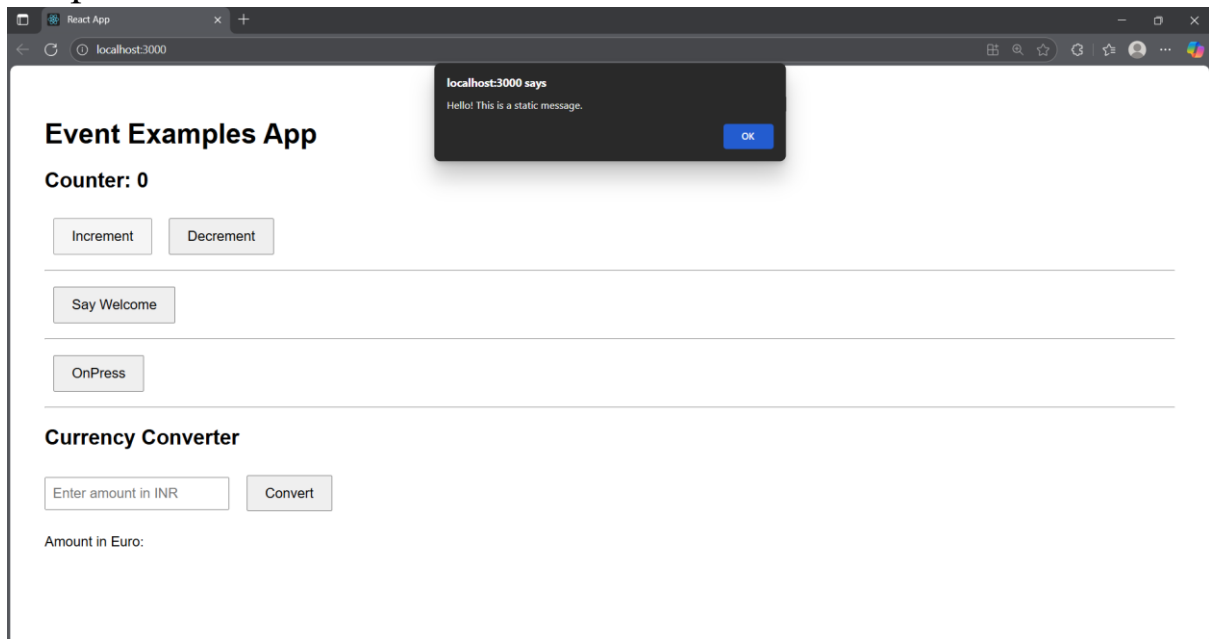 React App
localhost:3000
localhost:3000 says
Hello! This is a static message.
OK
Event Examples App
Counter: 0
Increment Decrement
Say Welcome
OnPress
Currency Converter
Enter amount in INR Convert
Amount in Euro: